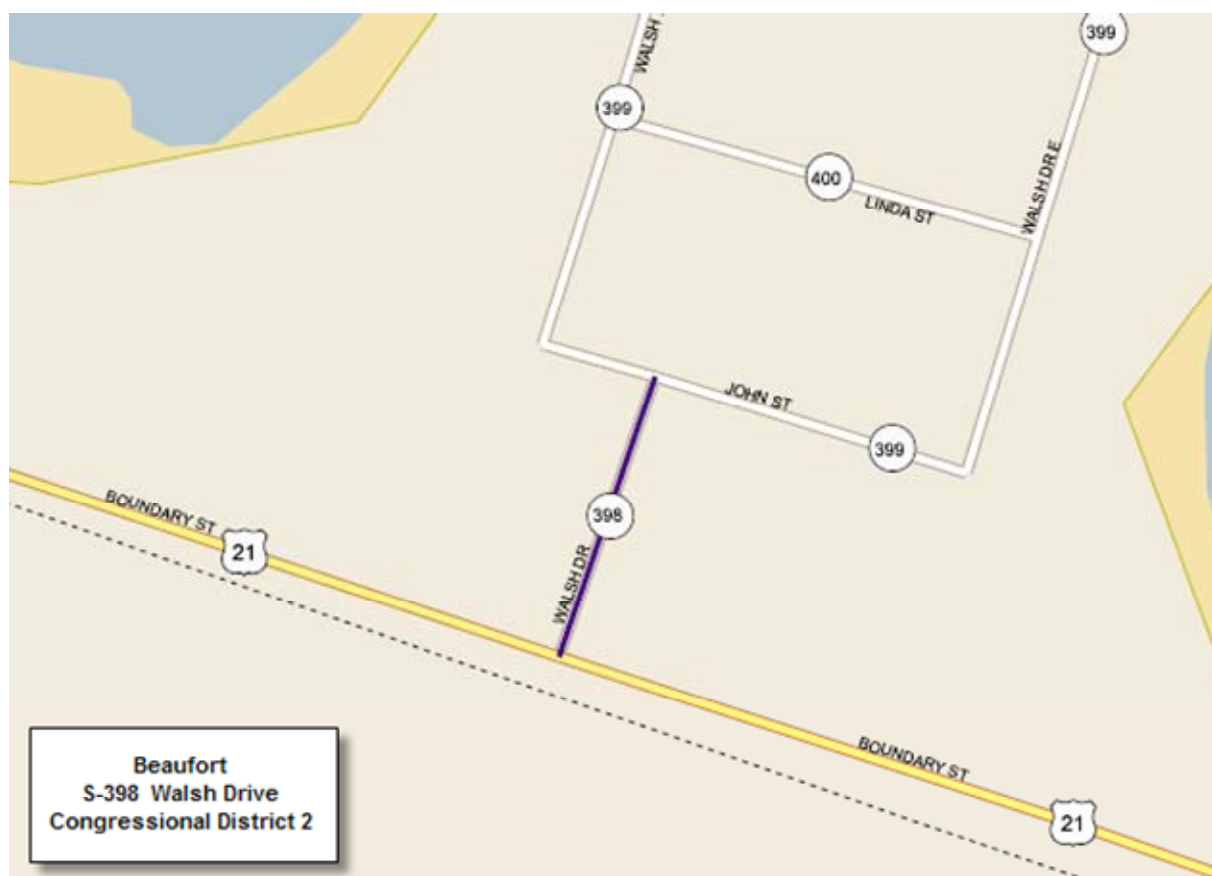 WALSH
399
399
400
LINDA ST
WALSH DR E
JOHN ST
399
398
WALSH DR
BOUNDARY ST
21
BOUNDARY ST
21
Beaufort
S-398 Walsh Drive
Congressional District 2